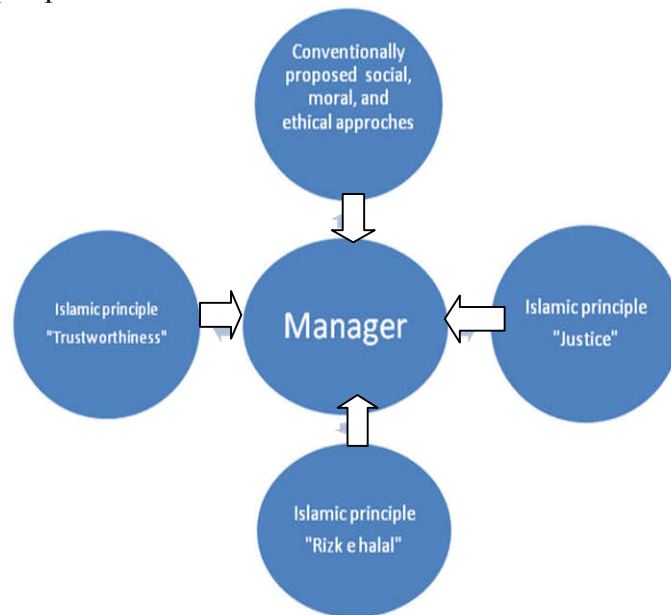 Conventionally
proposed social,
moral, and
ethical approches
Islamic principle
"Trustworthiness"
Manager
Islamic principle
"Justice"
Islamic principle
"Rizk e halal"